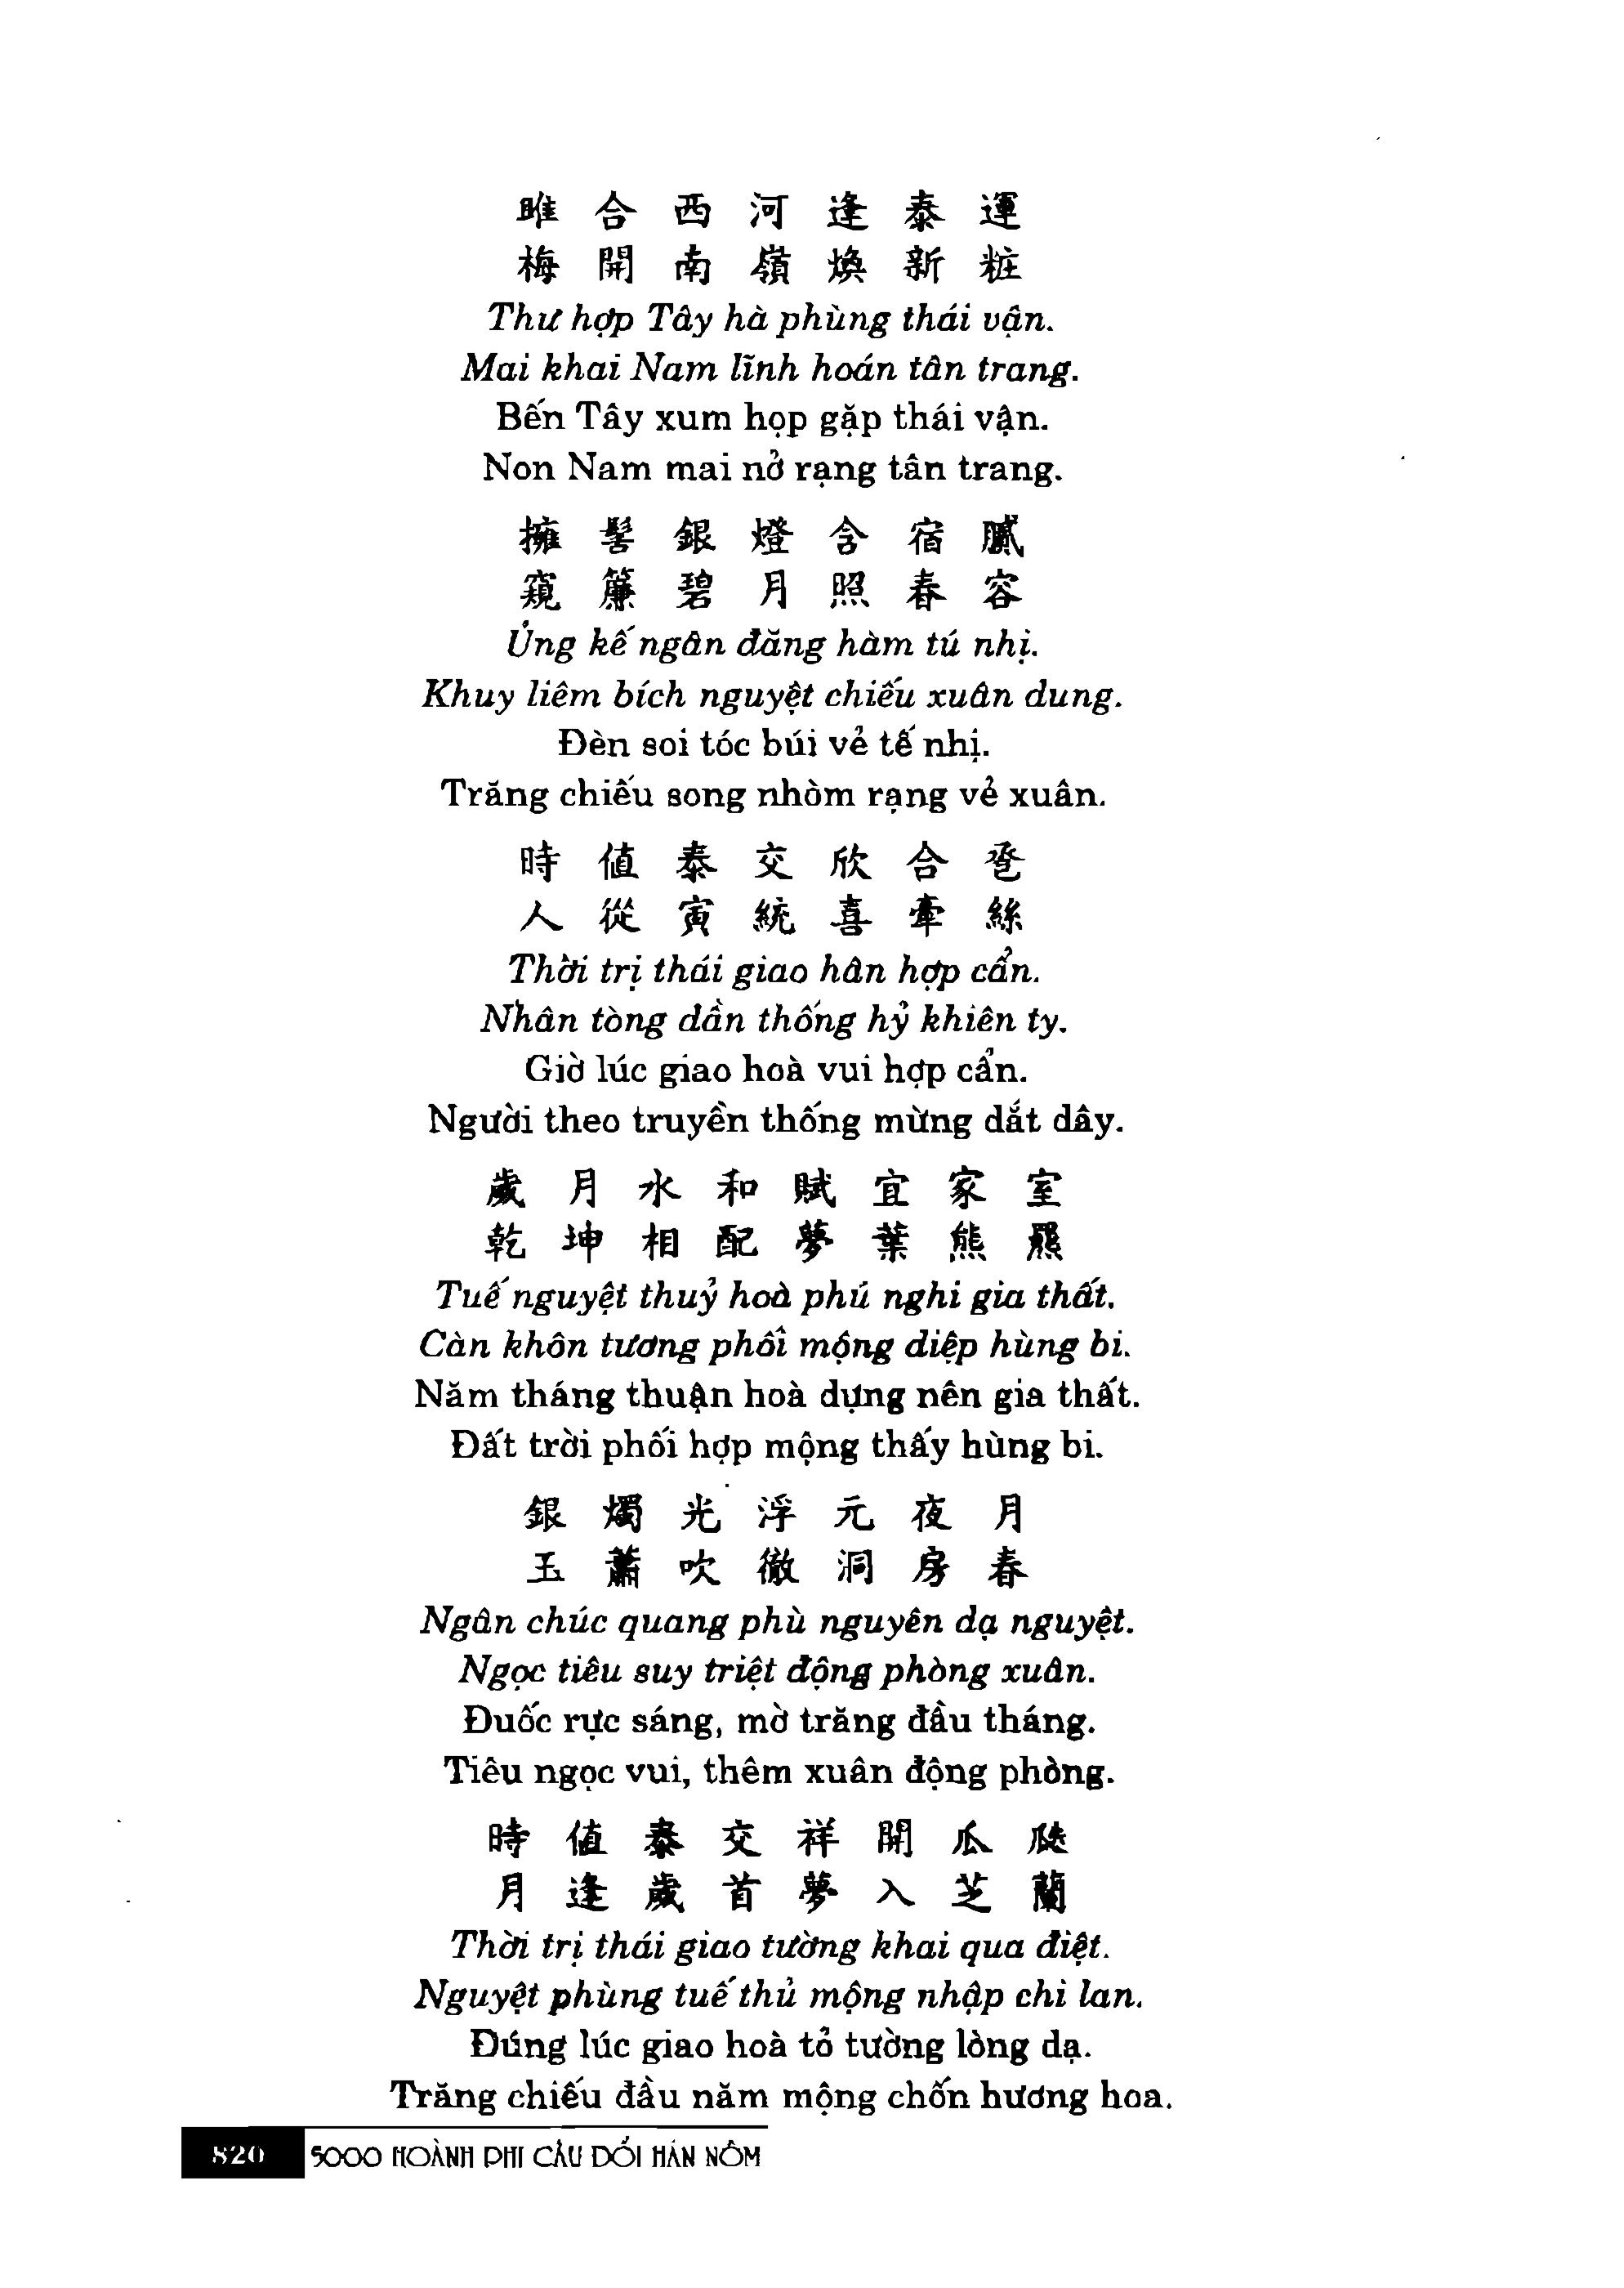 雎合西河逢泰運
梅開南嶺煥新粧
Thư hợp Tây hà phùng thái vận.
Mai khai Nam lĩnh hoán tân trang.
Bến Tây xum họp gặp thái vận.
Non Nam mai nở rạng tân trang.
擁髻銀燈含宿膩
窺簾碧月照春容
Ủng kế ngân đăng hàm tú nhị.
Khuy liêm bích nguyệt chiếu xuân dung.
Đèn soi tóc búi vẻ tế nhị.
Trăng chiếu song nhòm rạng vẻ xuân.
時値泰交欣合卺
人從寅統喜牽絲
Thời trị thái giao hân hợp cẩn.
Nhân tòng dần thống hỷ khiên ty.
Giờ lúc giao hoà vui hợp cẩn.
Người theo truyền thống mừng dắt dây.
歲月水和賦宜家室
乾坤相配夢葉熊羆
Tuế nguyệt thuỷ hoà phú nghi gia thất.
Càn khôn tương phối mộng diệp hùng bi.
Năm tháng thuận hoà dựng nên gia thất.
Đất trời phối hợp mộng thấy hùng bi.
銀燭光浮元夜月
玉蕭吹徹洞房春
Ngân chúc quang phù nguyên dạ nguyệt.
Ngọc tiêu suy triệt động phòng xuân.
Đuốc rực sáng, mờ trăng đầu tháng.
Tiêu ngọc vui, thêm xuân động phòng.
時値泰交祥開瓜瓞
月逢歲首夢入芝蘭
Thời trị thái giao tường khai qua điệt.
Nguyệt phùng tuế thủ mộng nhập chi lan.
Đúng lúc giao hoà tỏ tường lòng dạ.
Trăng chiếu đầu năm mộng chốn hương hoa.
820 5000 HOÀNH PHI CÂU ĐỐI HÁN NÔM